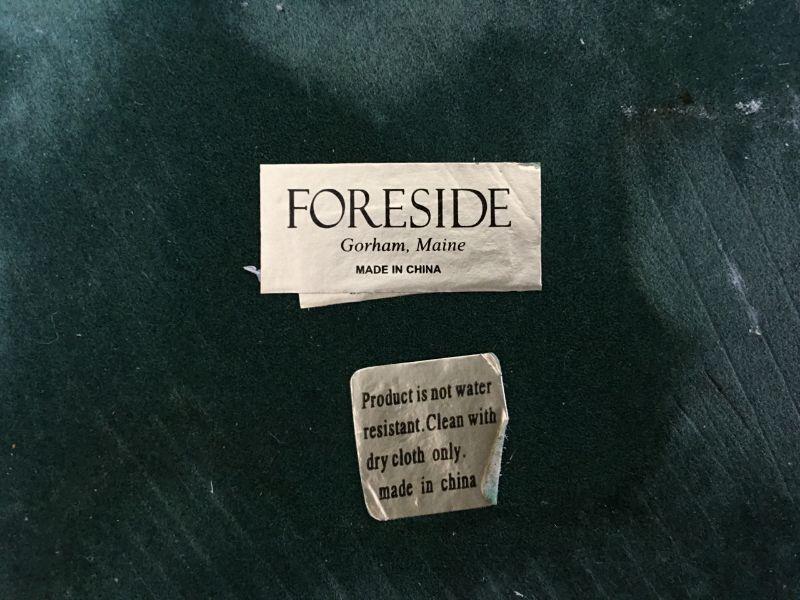 FORESIDE
Gorham, Maine
MADE IN CHINA
Product is not water
resistant. Clean with
dry cloth only.
made in china